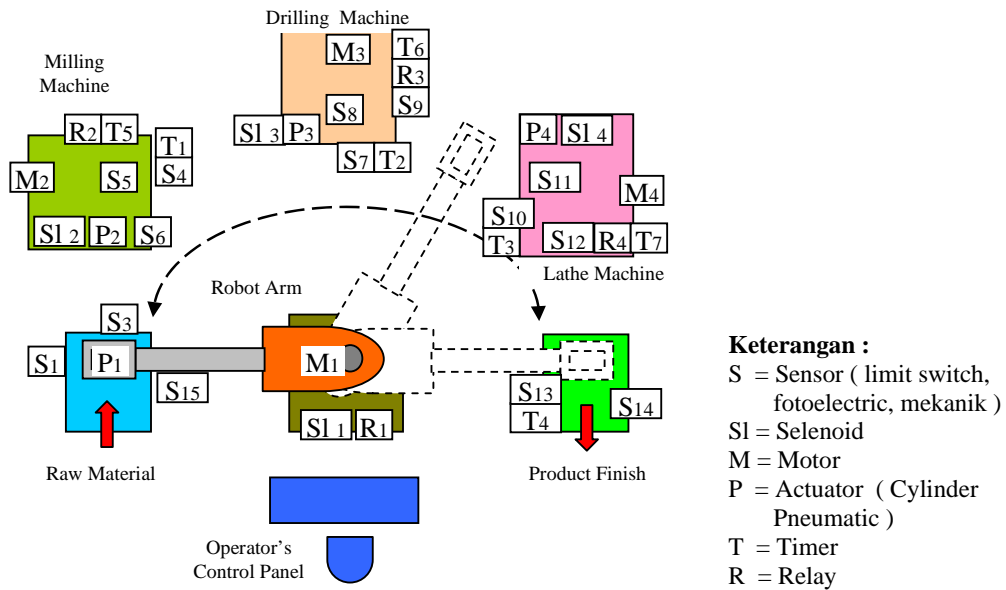 Drilling Machine
M3
T6
R3
S8
S9
Sl 3
P3
S7
T2
Milling
Machine
R2
T5
T1
S4
M2
S5
Sl 2
P2
S6
P4
Sl 4
S11
M4
S10
T3
S12
R4
T7
Lathe Machine
Robot Arm
S3
S1
P1
S15
M1
Sl 1
R1
S13
T4
S14
Raw Material
Product Finish
Operator's
Control Panel
Keterangan :
S = Sensor ( limit switch,
fotoelectric, mekanik )
Sl = Selenoid
M = Motor
P = Actuator ( Cylinder
Pneumatic )
T = Timer
R = Relay